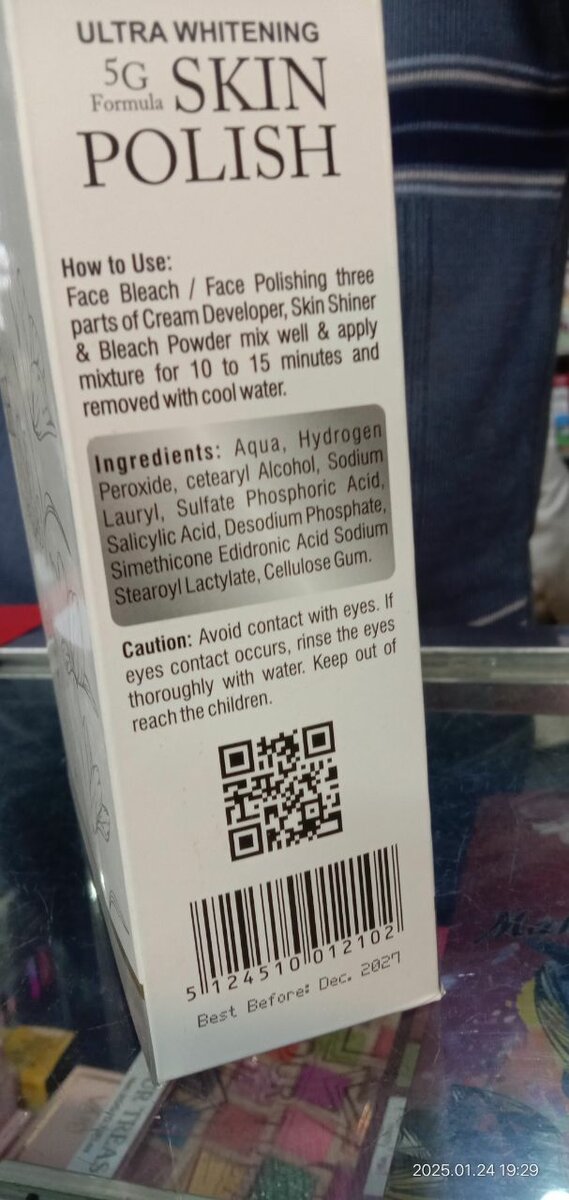 ULTRA WHITENING
5G
Formula SKIN
POLISH
How to Use:
Face Bleach / Face Polishing three
parts of Cream Developer, Skin Shiner
& Bleach Powder mix well & apply
mixture for 10 to 15 minutes and
removed with cool water.
Ingredients: Aqua, Hydrogen
Peroxide, cetearyl Alcohol, Sodium
Lauryl, Sulfate Phosphoric Acid,
Salicylic Acid, Desodium Phosphate,
Simethicone Edidronic Acid Sodium
Stearoyl Lactylate, Cellulose Gum.
Caution: Avoid contact with eyes. If
eyes contact occurs, rinse the eyes
thoroughly with water. Keep out of
reach the children.
5 124510 012102
Best Before: Dec. 2027
2025.01.24 19:29